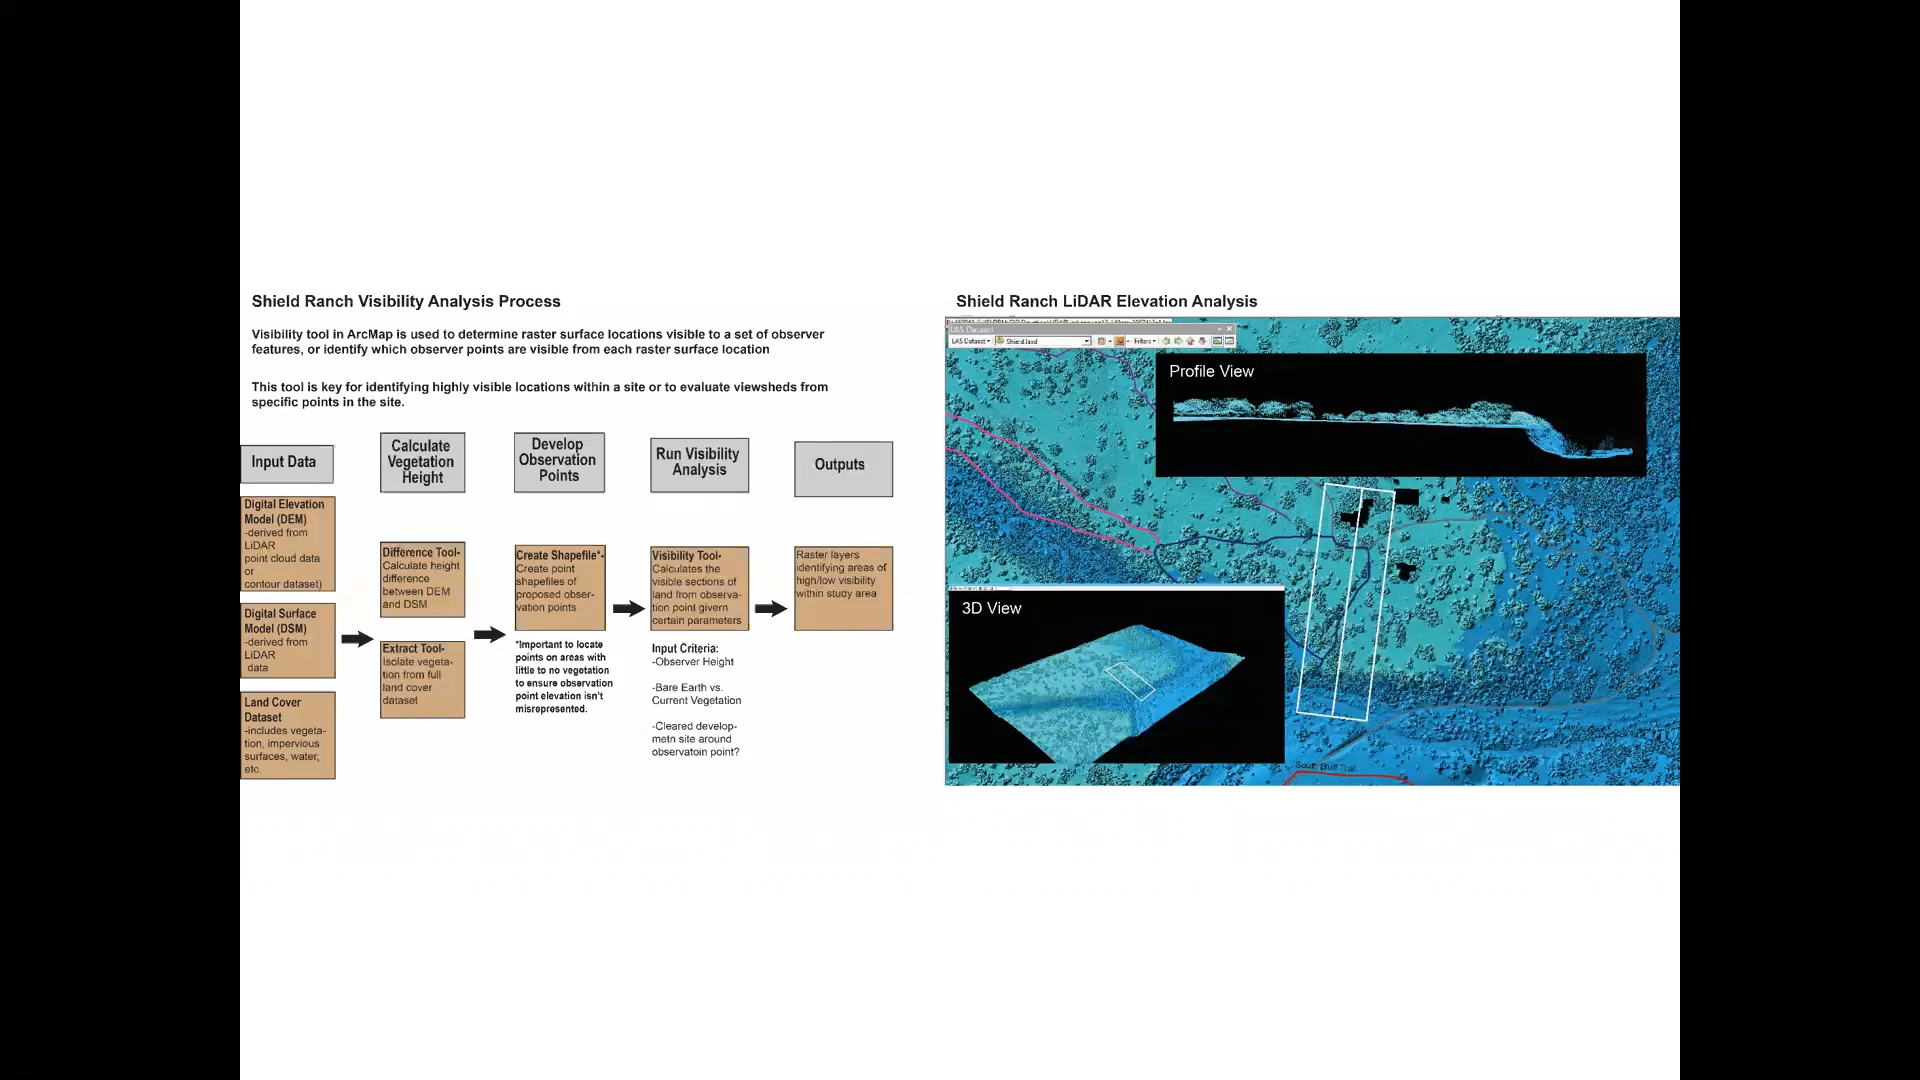 Shield Ranch Visibility Analysis Process
Visibility tool in ArcMap is used to determine raster surface locations visible to a set of observer
features, or identify which observer points are visible from each raster surface location
This tool is key for identifying highly visible locations within a site or to evaluate viewsheds from
specific points in the site.
Input Data
Digital Elevation
Model (DEM)
-derived from
LiDAR
point cloud data
or
contour dataset)
Digital Surface
Model (DSM)
-derived from
LiDAR
data
Land Cover
Dataset
-includes vegeta-
tion, impervious
surfaces, water,
etc.
Calculate
Vegetation
Height
Difference Tool-
Calculate height
difference
between DEM
and DSM
Extract Tool-
Isolate vegeta-
tion from full
land cover
dataset
Develop
Observation
Points
Create Shapefile*-
Create point
shapefiles of
proposed obser-
vation points
*Important to locate
points on areas with
little to no vegetation
to ensure observation
point elevation isn't
misrepresented.
Run Visibility
Analysis
Visibility Tool-
Calculates the
visible sections of
land from observa-
tion point givern
certain parameters
Input Criteria:
-Observer Height
-Bare Earth vs.
Current Vegetation
-Cleared develop-
metn site around
observatoin point?
Outputs
Raster layers
identifying areas of
high/low visibility
within study area
Shield Ranch LiDAR Elevation Analysis
LAS Dataset
LAS Dataset
Shield.lasd
Filters
Profile View
3D View
South Bluff Trail